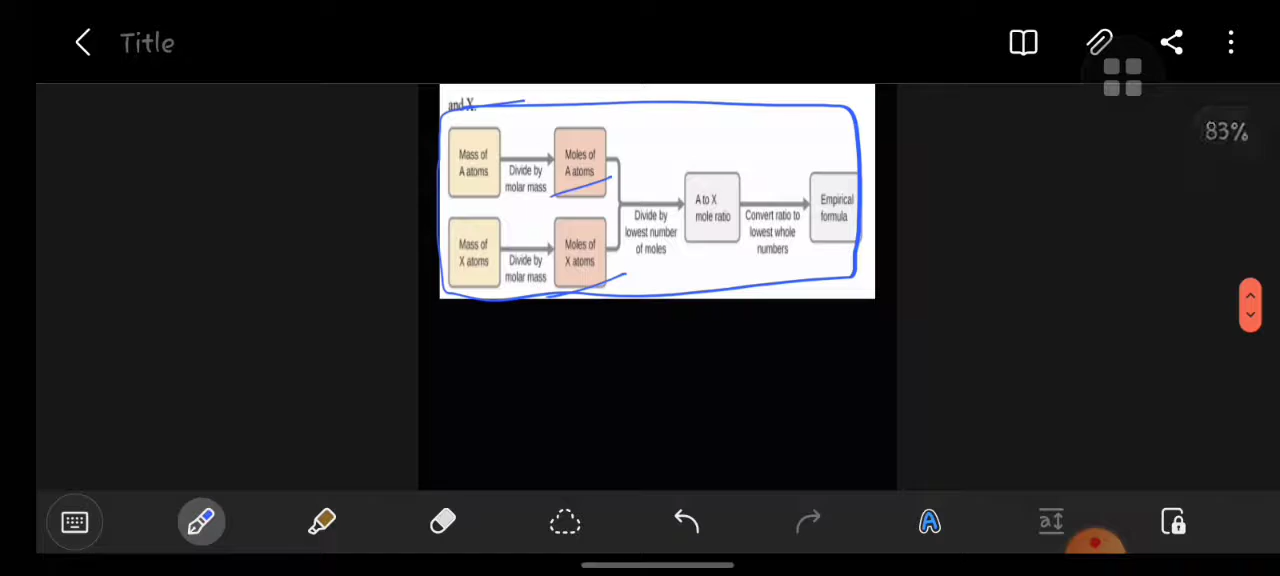 Title
83%
and X.
Mass of
A atoms
Divide by
molar mass
Moles of
A atoms
Mass of
X atoms
Divide by
molar mass
Moles of
X atoms
Divide by
lowest number
of moles
A to X
mole ratio
Convert ratio to
lowest whole
numbers
Empirical
formula
A
a